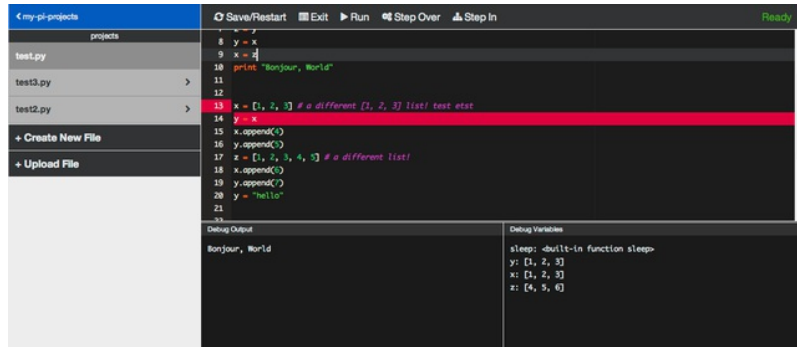 my-pi-projects
Save/Restart Exit Run Step Over Step In Ready
projects
test.py
test3.py
test2.py
+ Create New File
+ Upload File
8 y = x
9 x = z
10 print "Bonjour, World"
11
12
13 x = [1, 2, 3] # a different [1, 2, 3] list! test etst
14 y = x
15 x.append(4)
16 y.append(5)
17 z = [1, 2, 3, 4, 5] # a different list!
18 x.append(6)
19 y.append(7)
20 y = "hello"
21
Debug Output
Bonjour, World
Debug Variables
sleep: <built-in function sleep>
y: [1, 2, 3]
x: [1, 2, 3]
z: [4, 5, 6]